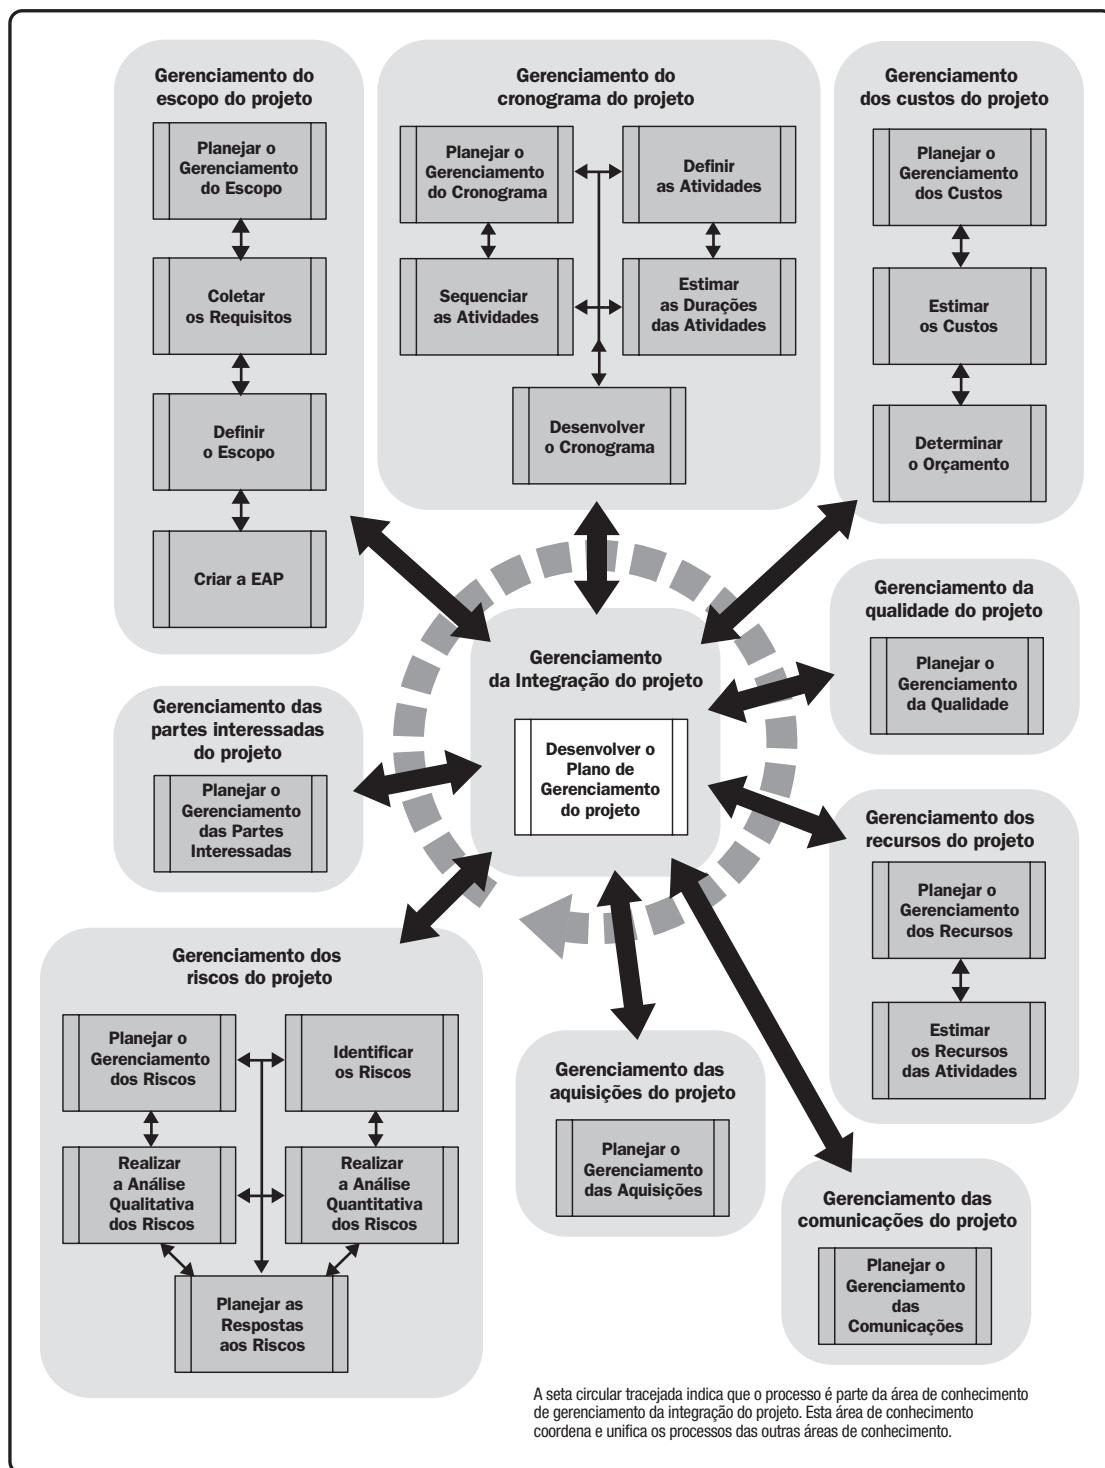 Gerenciamento do
escopo do projeto
Planejar o
Gerenciamento
do Escopo
Coletar
os Requisitos
Definir
o Escopo
Criar a EAP
Gerenciamento do
cronograma do projeto
Planejar o
Gerenciamento
do Cronograma
Definir
as Atividades
Sequenciar
as Atividades
Estimar
as Durações
das Atividades
Desenvolver
o Cronograma
Gerenciamento
dos custos do projeto
Planejar o
Gerenciamento
dos Custos
Estimar
os Custos
Determinar
o Orçamento
Gerenciamento da
qualidade do projeto
Planejar o
Gerenciamento
da Qualidade
Gerenciamento
da Integração do projeto
Desenvolver o
Plano de
Gerenciamento
do projeto
Gerenciamento das
partes interessadas
do projeto
Planejar o
Gerenciamento
das Partes
Interessadas
Gerenciamento dos
recursos do projeto
Planejar o
Gerenciamento
dos Recursos
Estimar
os Recursos
das Atividades
Gerenciamento dos
riscos do projeto
Planejar o
Gerenciamento
dos Riscos
Identificar
os Riscos
Realizar
a Análise
Qualitativa
dos Riscos
Realizar
a Análise
Quantitativa
dos Riscos
Planejar as
Respostas
aos Riscos
Gerenciamento das
aquisições do projeto
Planejar o
Gerenciamento
das Aquisições
Gerenciamento das
comunicações do projeto
Planejar o
Gerenciamento
das
Comunicações
A seta circular tracejada indica que o processo é parte da área de conhecimento
de gerenciamento da integração do projeto. Esta área de conhecimento
coordena e unifica os processos das outras áreas de conhecimento.